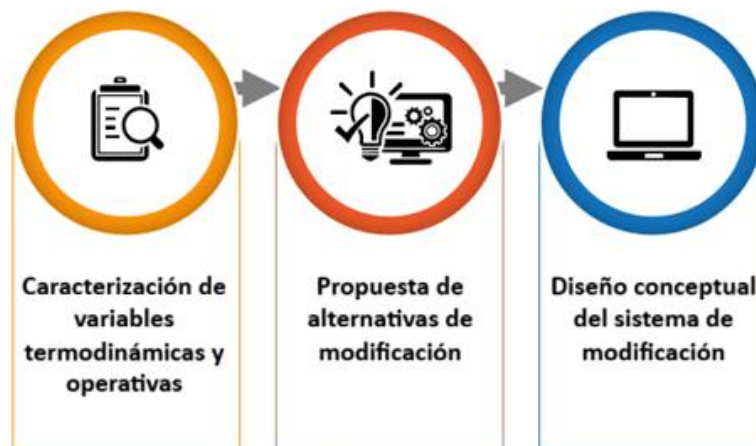 Caracterización de
variables
termodinámicas y
operativas
Propuesta de
alternativas de
modificación
Diseño conceptual
del sistema de
modificación